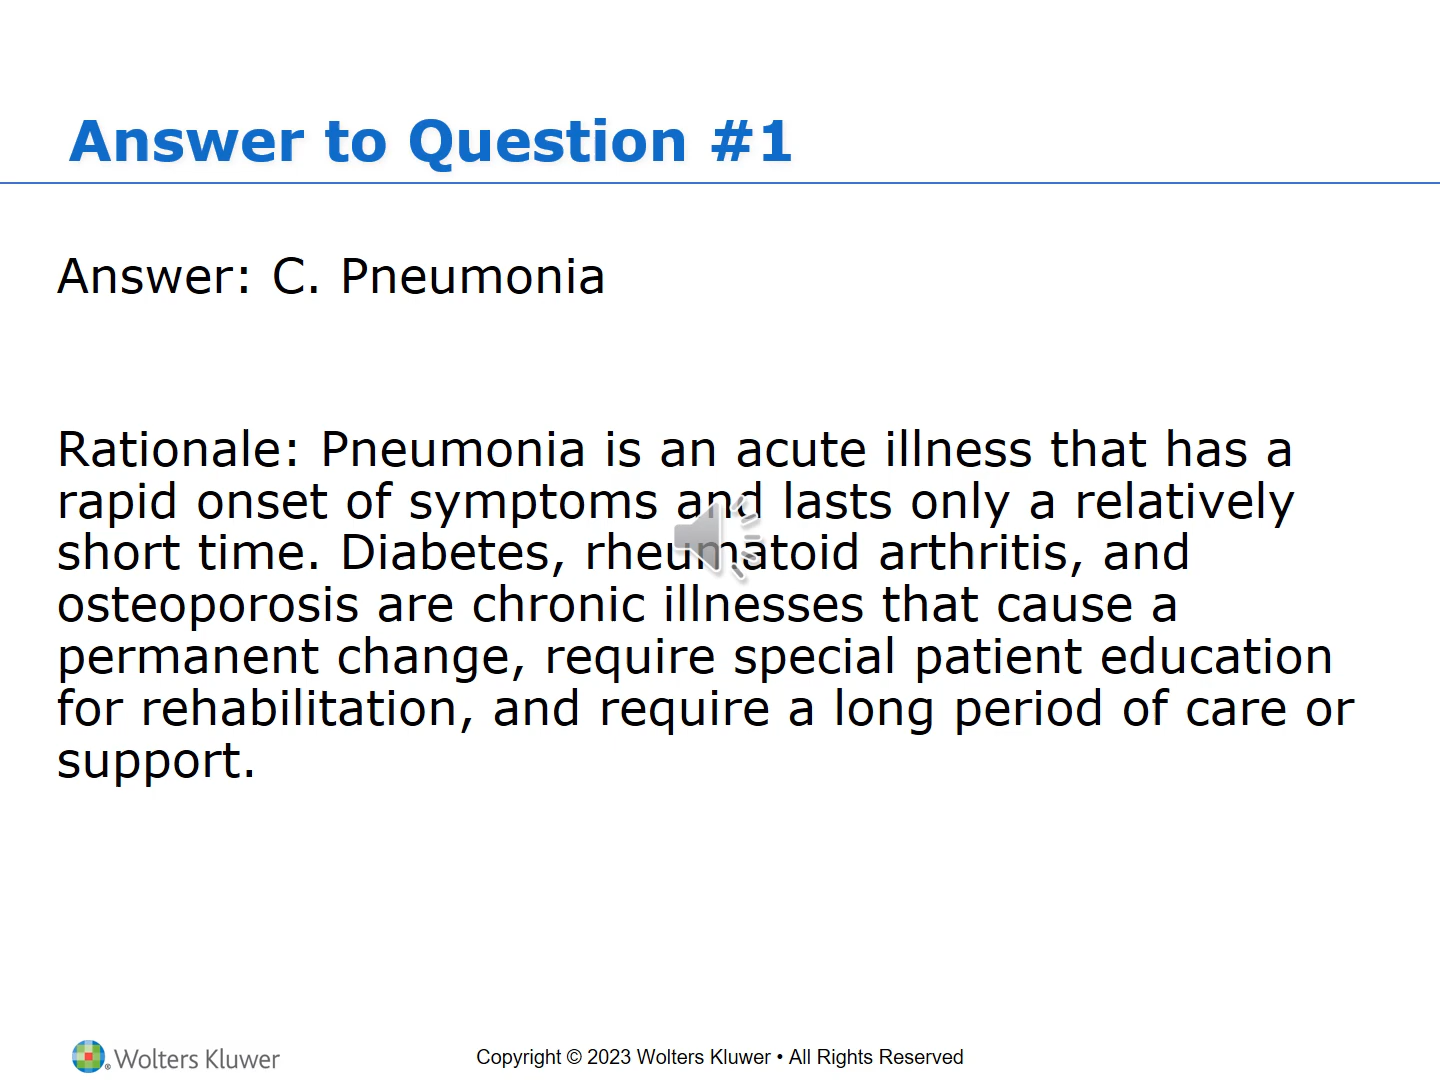 Answer to Question #1
Answer: C. Pneumonia
Rationale: Pneumonia is an acute illness that has a
rapid onset of symptoms and lasts only a relatively
short time. Diabetes, rheumatoid arthritis, and
osteoporosis are chronic illnesses that cause a
permanent change, require special patient education
for rehabilitation, and require a long period of care or
support.
® Wolters Kluwer
Copyright © 2023 Wolters Kluwer • All Rights Reserved